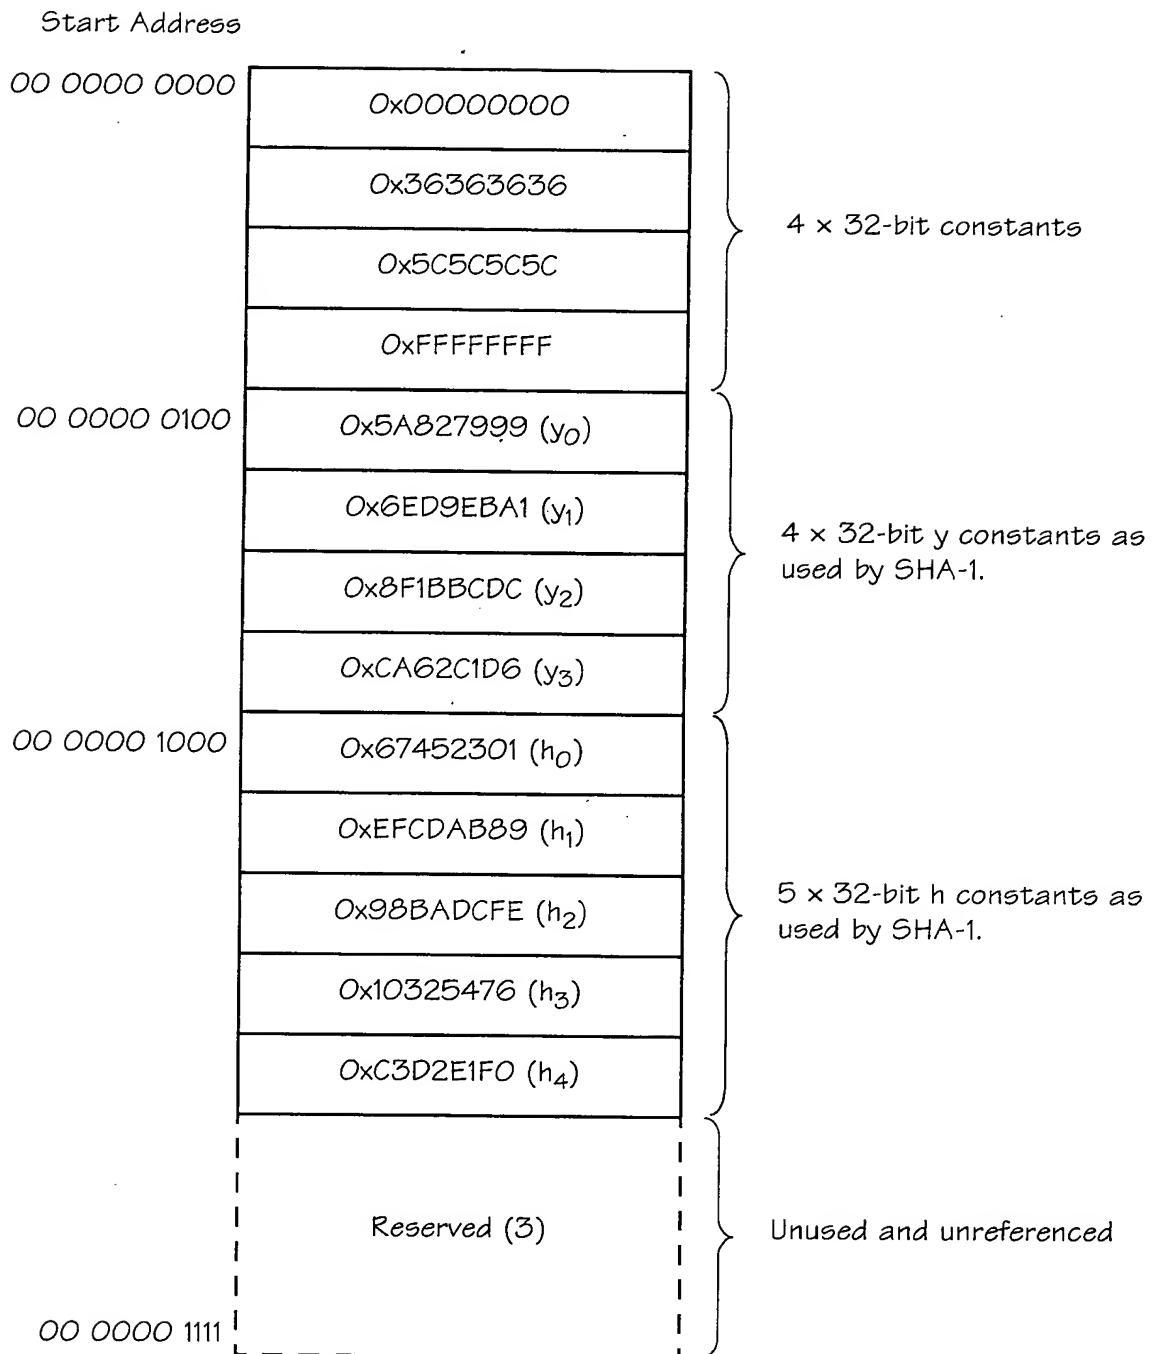 Start Address
00 0000 0000
0x00000000
0x36363636
0x5C5C5C5C
0xFFFFFFFF
4 × 32-bit constants
00 0000 0100
0x5A827999 (y0)
0x6ED9EBA1 (y1)
0x8F1BBCDC (y2)
0xCA62C1D6 (y3)
4 × 32-bit y constants as
used by SHA-1.
00 0000 1000
0x67452301 (h0)
0xEFCDAB89 (h1)
0x98BADCFE (h2)
0x10325476 (h3)
0xC3D2E1F0 (h4)
5 × 32-bit h constants as
used by SHA-1.
Reserved (3)
Unused and unreferenced
00 0000 1111